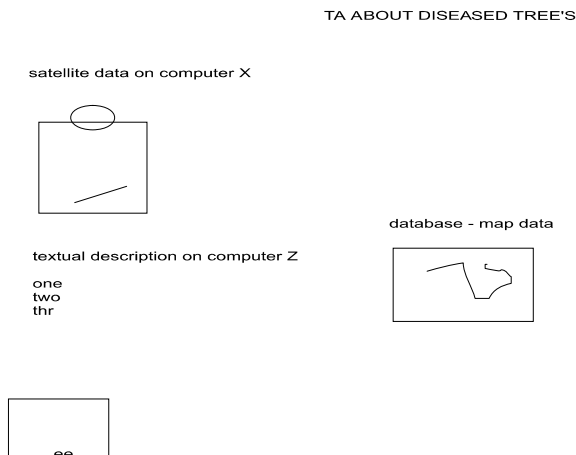 TA ABOUT DISEASED TREE'S
satellite data on computer X
database - map data
textual description on computer Z
one
two
thr
ee